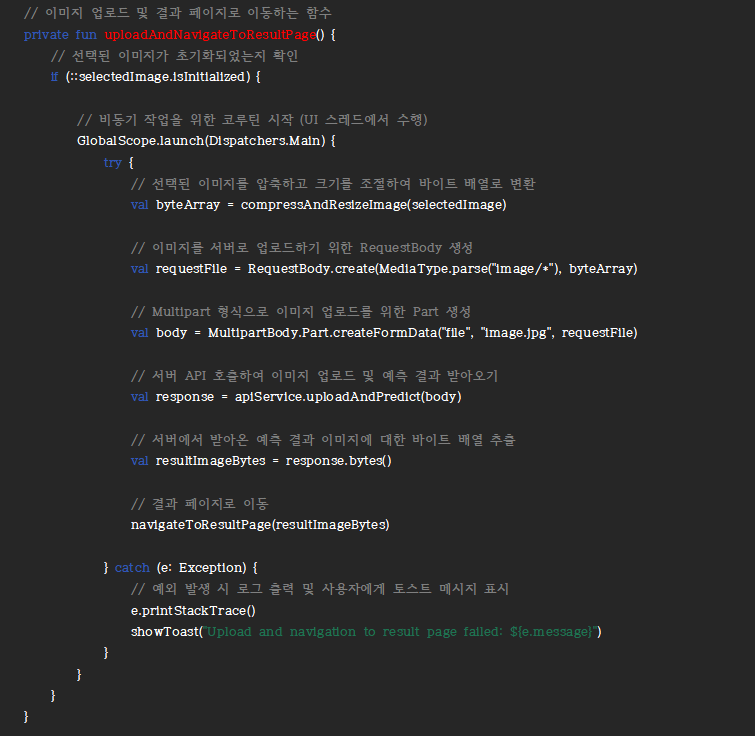 // 이미지 업로드 및 결과 페이지로 이동하는 함수
private fun uploadAndNavigateToResultPage() {
// 선택된 이미지가 초기화되었는지 확인
if (::selectedImage.isInitialized) {
// 비동기 작업을 위한 코루틴 시작 (UI 스레드에서 수행)
GlobalScope.launch(Dispatchers.Main) {
try {
// 선택된 이미지를 압축하고 크기를 조절하여 바이트 배열로 변환
val byteArray = compressAndResizeImage(selectedImage)
// 이미지를 서버로 업로드하기 위한 RequestBody 생성
val requestFile = RequestBody.create(MediaType.parse("image/*"), byteArray)
// Multipart 형식으로 이미지 업로드를 위한 Part 생성
val body = MultipartBody.Part.createFormData("file", "image.jpg", requestFile)
// 서버 API 호출하여 이미지 업로드 및 예측 결과 받아오기
val response = apiService.uploadAndPredict(body)
// 서버에서 받아온 예측 결과 이미지에 대한 바이트 배열 추출
val resultImageBytes = response.bytes()
// 결과 페이지로 이동
navigateToResultPage(resultImageBytes)
} catch (e: Exception) {
// 예외 발생 시 로그 출력 및 사용자에게 토스트 메시지 표시
e.printStackTrace()
showToast("Upload and navigation to result page failed: ${e.message}")
}
}
}
}